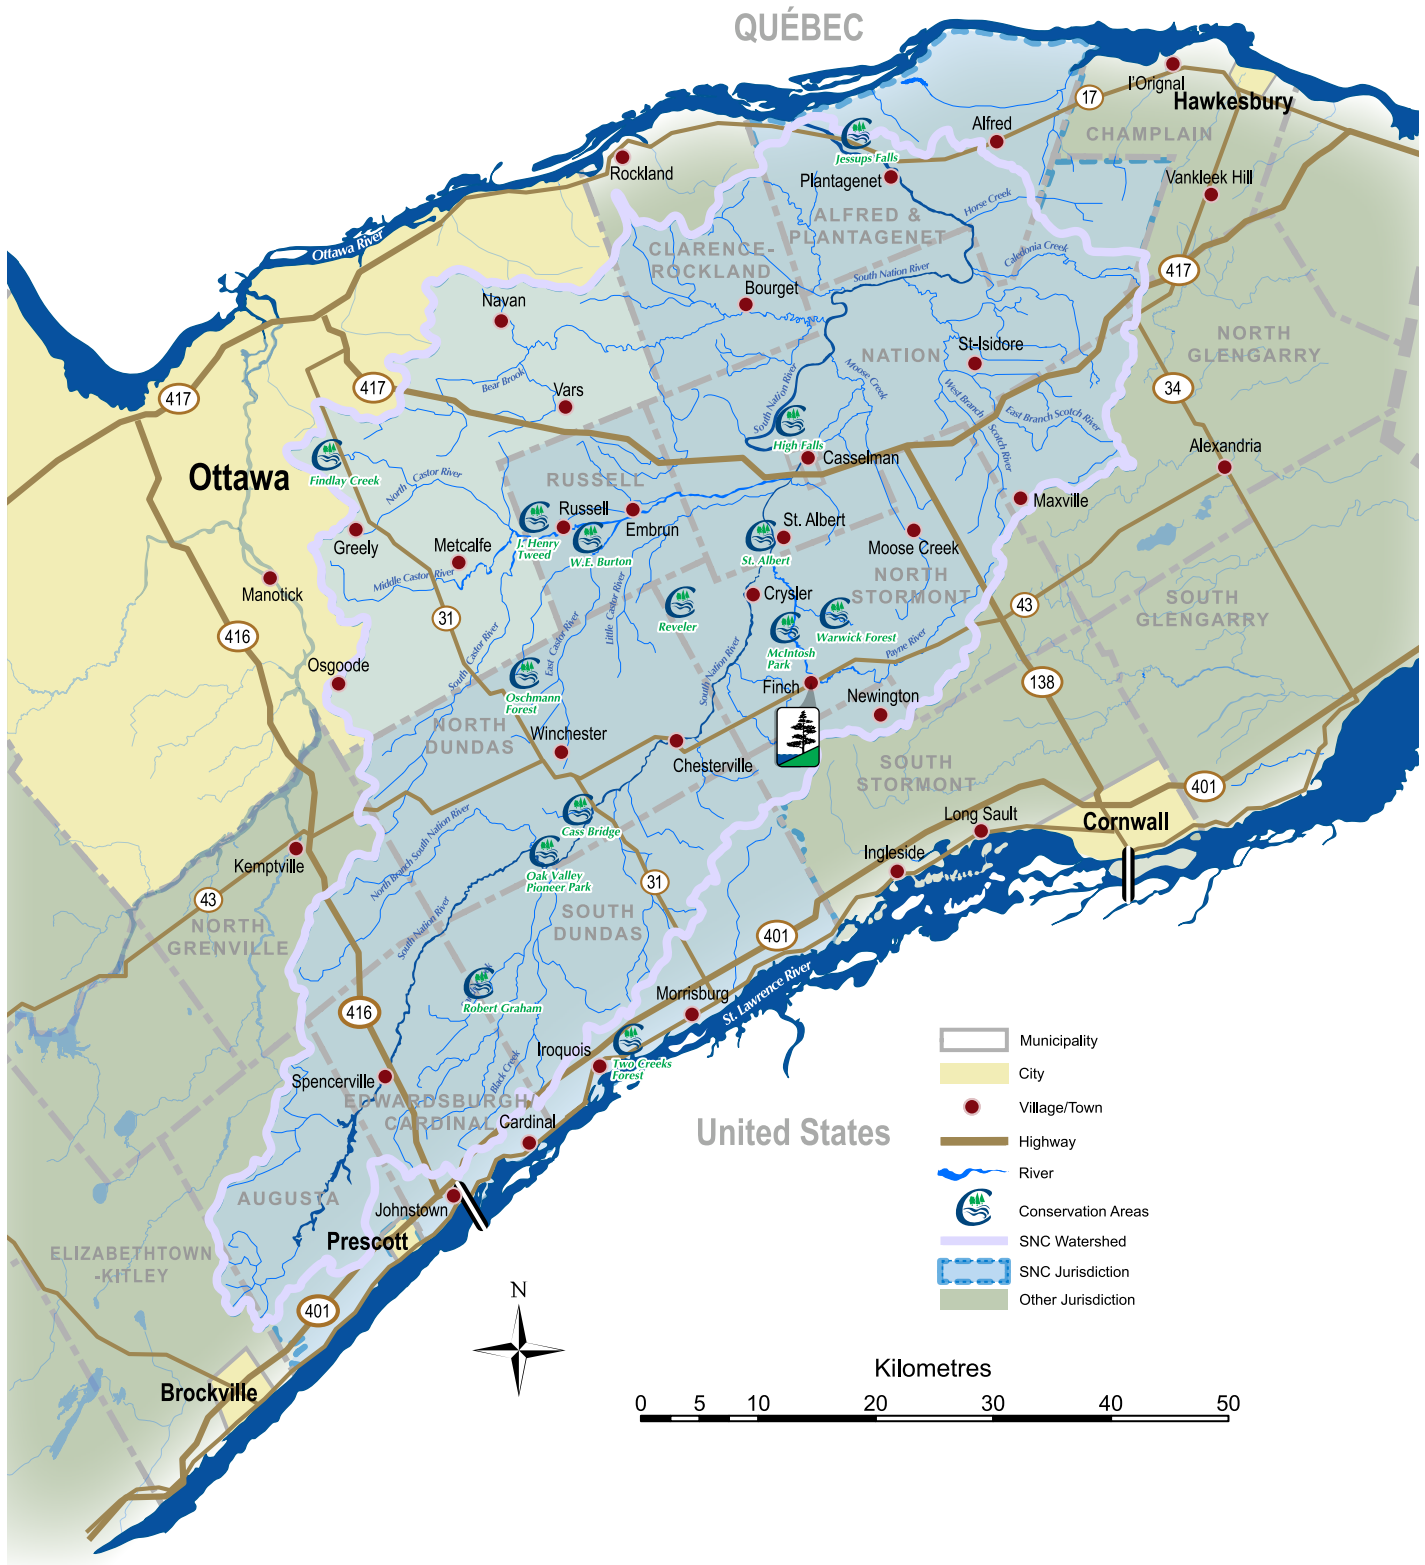 QUÉBEC
l'Orignal
Hawkesbury
17
CHAMPLAIN
Alfred
Jessups Falls
Rockland
Plantagenet
Vankleek Hill
Horse Creek
ALFRED &
PLANTAGENET
Ottawa River
CLARENCE-
ROCKLAND
Caledonia Creek
South Nation River
417
Bourget
Navan
NORTH
GLENGARRY
St-Isidore
NATION
Moose Creek
Bear Brook
417
417
Vars
34
South Nation River
West Branch
Scotch River
East Branch Scotch River
High Falls
Alexandria
Casselman
Findlay Creek
Ottawa
North Castor River
RUSSELL
Maxville
Russell
Embrun
St. Albert
J. Henry
Tweed
W.E. Burton
St. Albert
Moose Creek
Greely
Metcalfe
Middle Castor River
NORTH
STORMONT
Manotick
Crysler
SOUTH
GLENGARRY
43
31
Reveler
Little Castor River
East Castor River
South Castor River
McIntosh
Park
Warwick Forest
Payne River
416
Osgoode
South Nation River
Oschmann
Forest
Finch
Newington
138
NORTH
DUNDAS
Winchester
Chesterville
SOUTH
STORMONT
401
Cass Bridge
Long Sault
Cornwall
Kemptville
North Branch South Nation River
Oak Valley
Pioneer Park
Ingleside
31
43
NORTH
GRENVILLE
South Nation River
SOUTH
DUNDAS
401
Robert Graham
Morrisburg
St. Lawrence River
416
Iroquois
Two Creeks
Forest
Black Creek
Spencerville
EDWARDSBURGH
CARDINAL
Cardinal
United States
AUGUSTA
Johnstown
Prescott
ELIZABETHTOWN
-KITLEY
401
Brockville
N
Municipality
City
Village/Town
Highway
River
Conservation Areas
SNC Watershed
SNC Jurisdiction
Other Jurisdiction
Kilometres
0 5 10 20 30 40 50